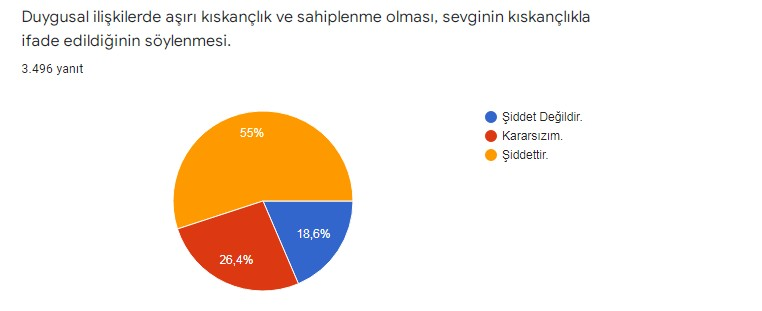 Duygusal ilişkilerde aşırı kıskançlık ve sahiplenme olması, sevginin kıskançlıkla
ifade edildiğinin söylenmesi.
3.496 yanıt
55%
18,6%
26,4%
Şiddet Değildir.
Kararsızım.
Şiddettir.